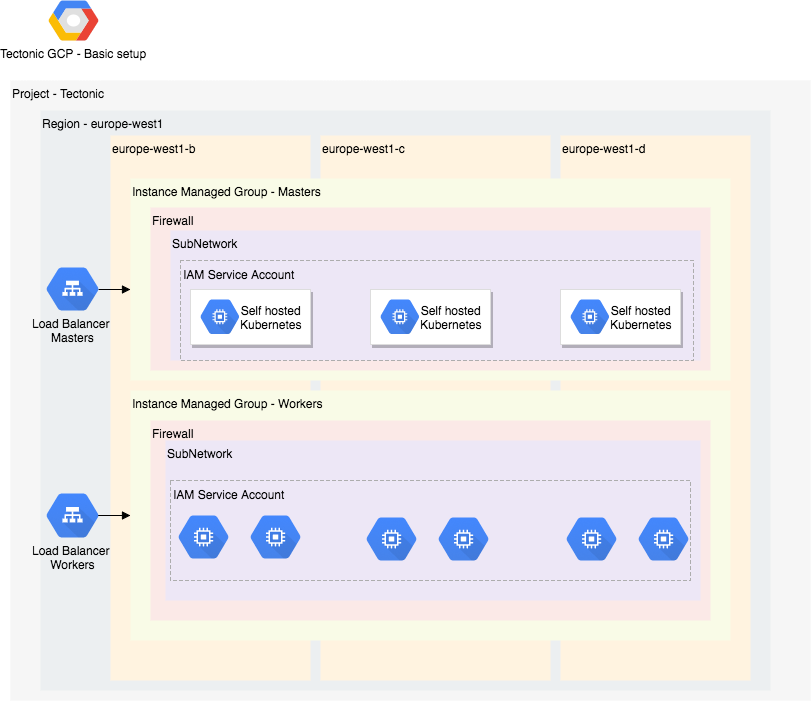 Tectonic GCP - Basic setup
Project - Tectonic
Region - europe-west1
europe-west1-b
europe-west1-c
europe-west1-d
Instance Managed Group - Masters
Firewall
SubNetwork
IAM Service Account
Self hosted
Kubernetes
Self hosted
Kubernetes
Self hosted
Kubernetes
Load Balancer
Masters
Instance Managed Group - Workers
Firewall
SubNetwork
IAM Service Account
Load Balancer
Workers